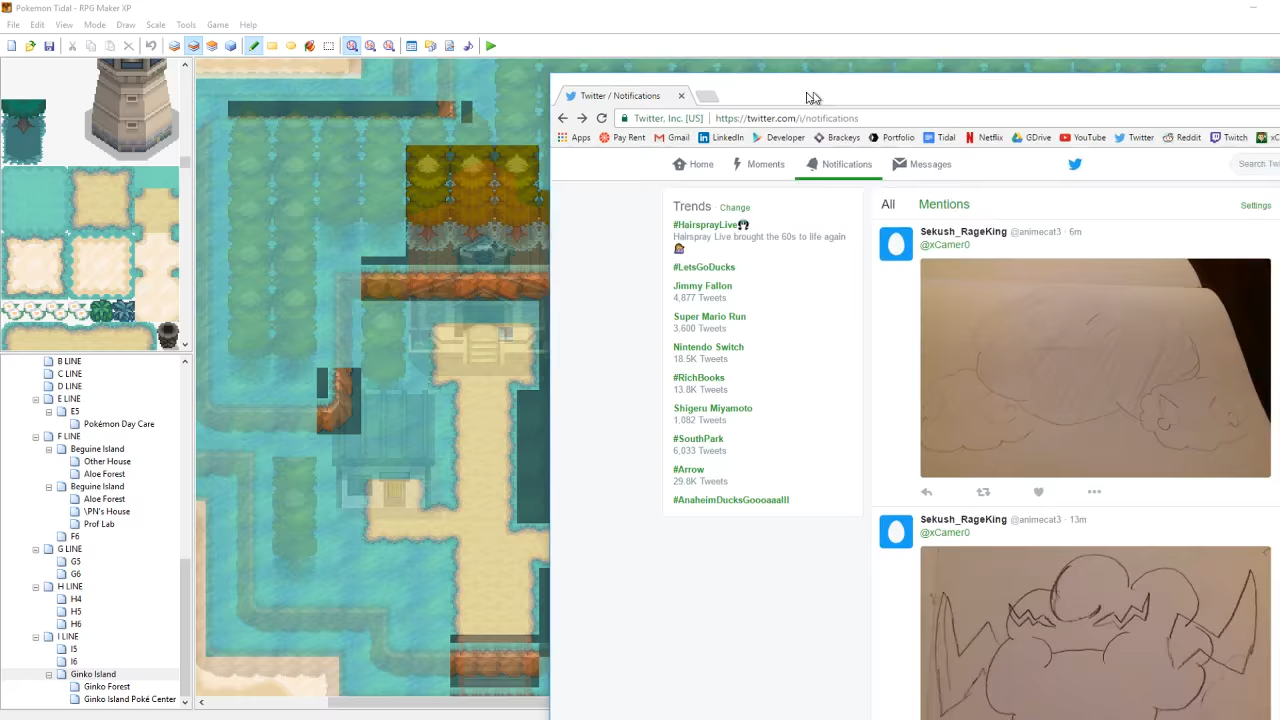 Pokemon Tidal - RPG Maker XP
File Edit View Mode Draw Scale Tools Game Help
Twitter / Notifications
Twitter, Inc. [US] https://twitter.com/i/notifications
Apps Pay Rent Gmail LinkedIn Developer Brackeys Portfolio Tidal Netflix GDrive YouTube Twitter Reddit Twitch
Home Moments Notifications Messages Search Twi
Trends Change
#HairsprayLive
Hairspray Live brought the 60s to life again
#LetsGoDucks
Jimmy Fallon
4,877 Tweets
Super Mario Run
3,600 Tweets
Nintendo Switch
18.5K Tweets
#RichBooks
13.8K Tweets
Shigeru Miyamoto
1,082 Tweets
#SouthPark
6,033 Tweets
#Arrow
29.8K Tweets
#AnaheimDucksGoooaaalll
All Mentions Settings
Sekush_RageKing @animecat3 · 6m
@xCamer0
Sekush_RageKing @animecat3 · 13m
@xCamer0
B LINE
C LINE
D LINE
E LINE
E5
Pokémon Day Care
F LINE
Beguine Island
Other House
Aloe Forest
Beguine Island
Aloe Forest
\PN's House
Prof Lab
F6
G LINE
G5
G6
H LINE
H4
H5
H6
I LINE
I5
I6
Ginko Island
Ginko Forest
Ginko Island Poké Center